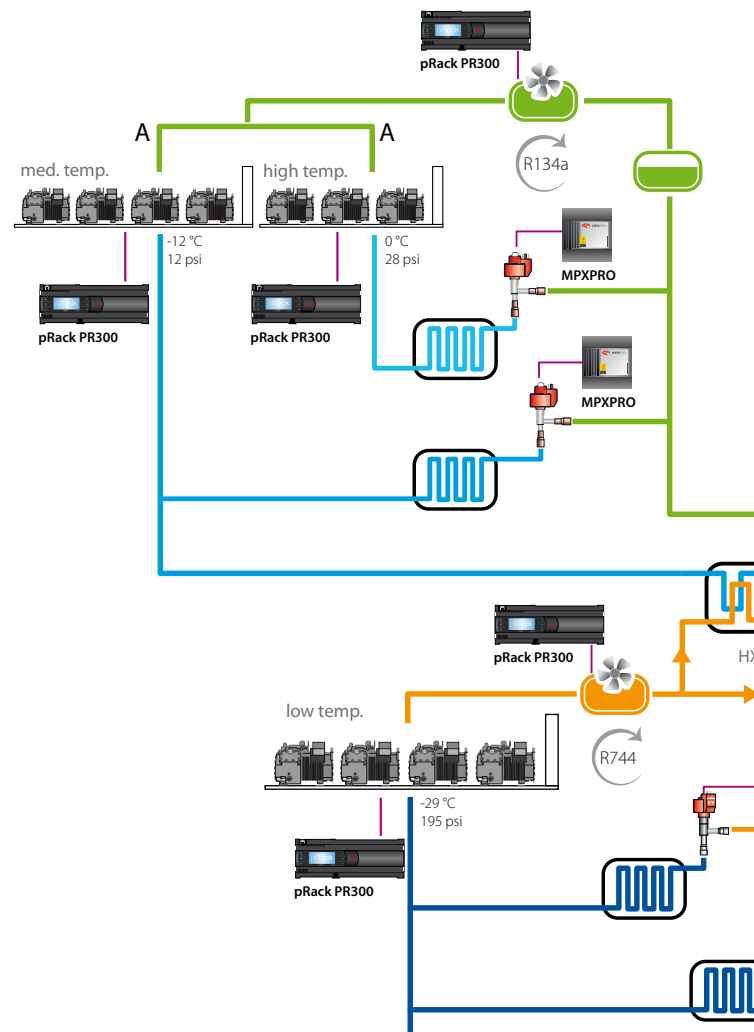 pRack PR300
A
A
R134a
med. temp.
high temp.
-12 °C
12 psi
0 °C
28 psi
MPXPRO
pRack PR300
pRack PR300
MPXPRO
pRack PR300
HX
low temp.
R744
-29 °C
195 psi
pRack PR300